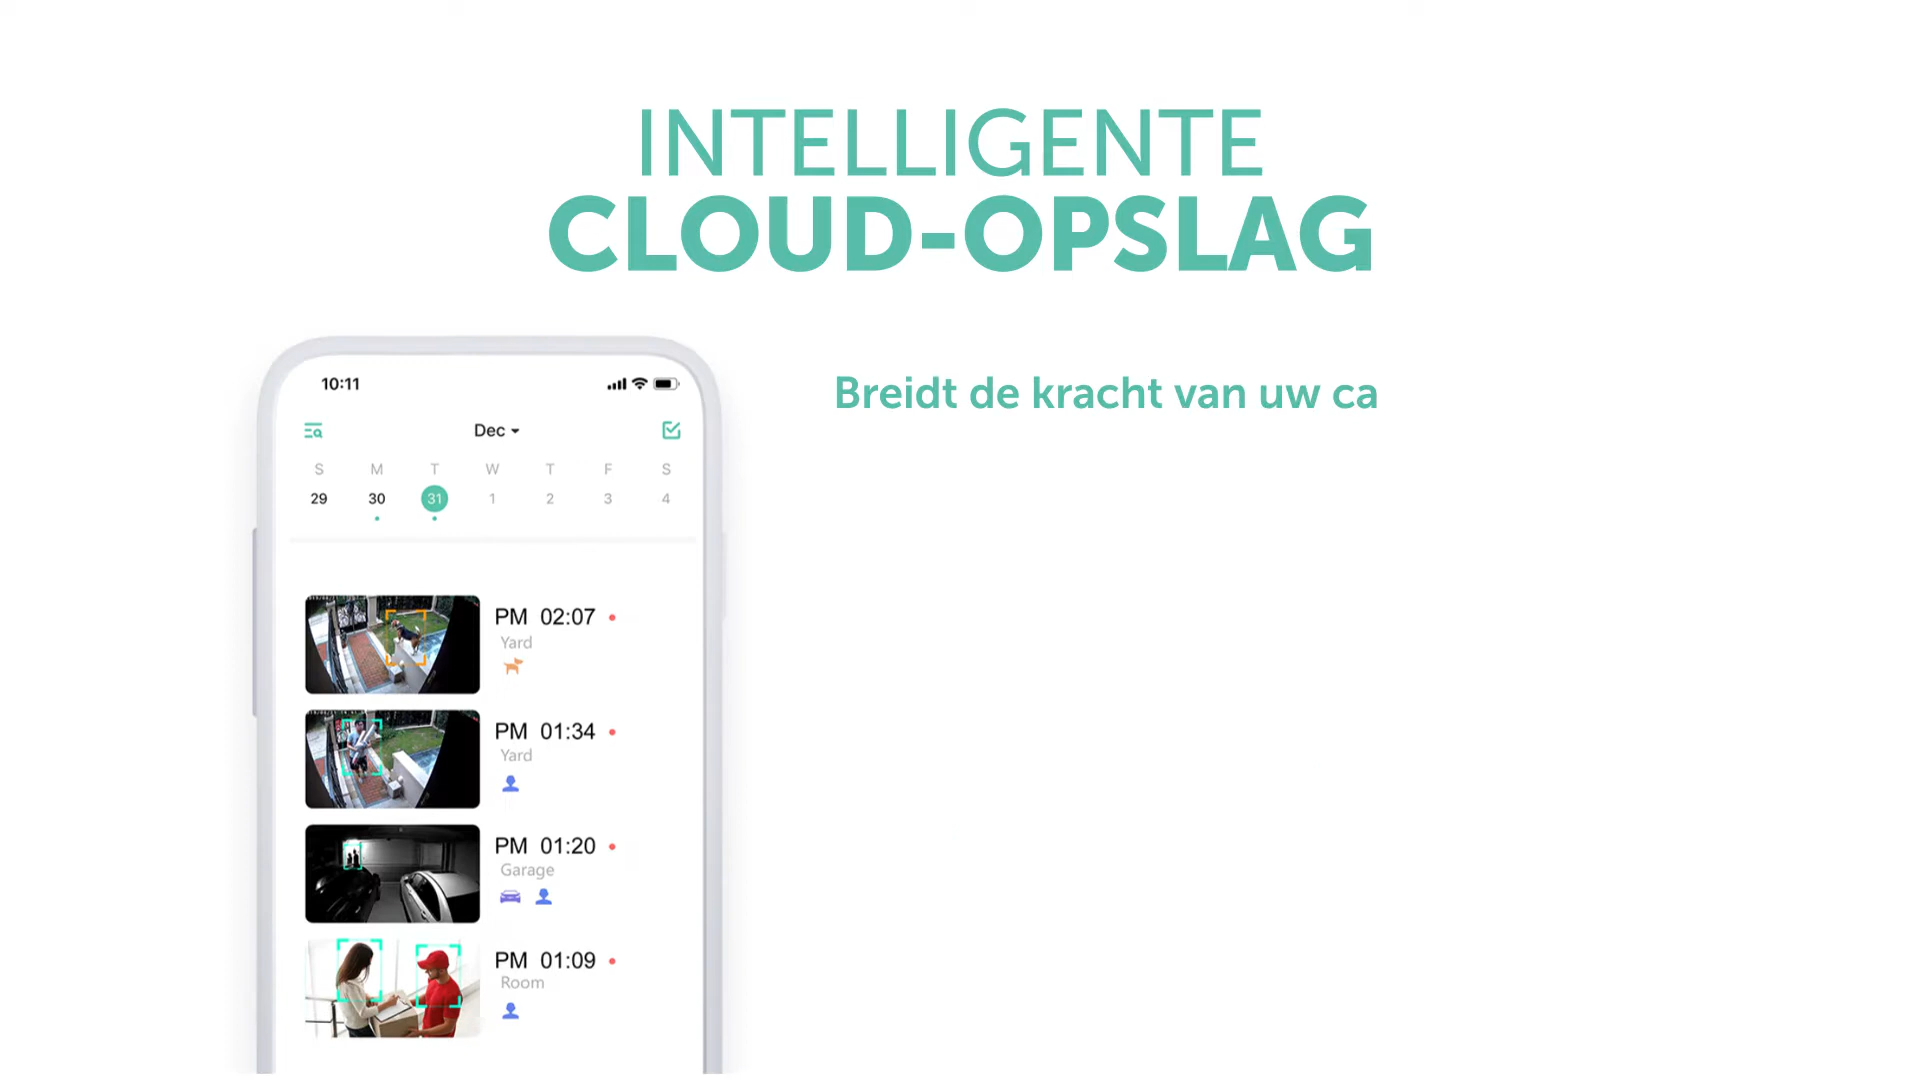 INTELLIGENTE
CLOUD-OPSLAG
Breidt de kracht van uw ca
10:11
Dec
S M T W T F S
29 30 31 1 2 3 4
PM 02:07
Yard
PM 01:34
Yard
PM 01:20
Garage
PM 01:09
Room